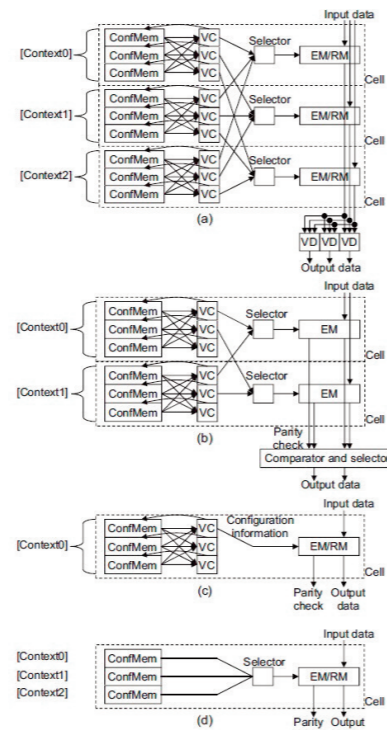 Input data
[Context0] ConfMem VC Selector EM/RM
ConfMem VC
ConfMem VC Cell
[Context1] ConfMem VC Selector EM/RM
ConfMem VC
ConfMem VC Cell
[Context2] ConfMem VC Selector EM/RM
ConfMem VC
ConfMem VC Cell
(a)
VD VD VD
Output data
Input data
[Context0] ConfMem VC Selector EM
ConfMem VC
ConfMem VC Cell
[Context1] ConfMem VC Selector EM
ConfMem VC
ConfMem VC Cell
(b)
Parity
check
Comparator and selector
Output data
Input data
[Context0] ConfMem VC Configuration
information
ConfMem VC EM/RM
ConfMem VC Cell
(c)
Parity
check
Output
data
Input data
[Context0] ConfMem
[Context1] ConfMem Selector EM/RM
[Context2] ConfMem Cell
(d)
Parity Output